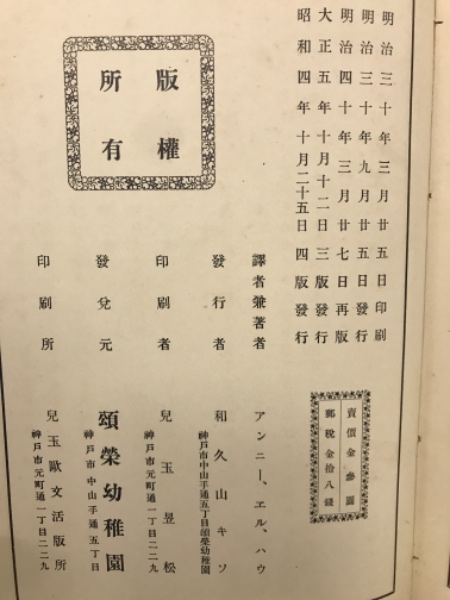 明治三十年三月廿五日印刷
明治三十年九月廿五日發行
明治四十年三月廿七日再版
大正五年十月十二日三版發行
昭和四年十月二十五日四版發行
賣價金參圓
郵稅金拾八錢
版權
所有
譯者兼著者 アンニー、エル、ハウ
發行者 和久山キソ
神戶市中山手通五丁目頌榮幼稚園
印刷者 兒玉昱松
神戶市元町通一丁目二二九
發兌元 頌榮幼稚園
神戶市中山手通五丁目
印刷所 兒玉歐文活版所
神戶市元町通一丁目二二九